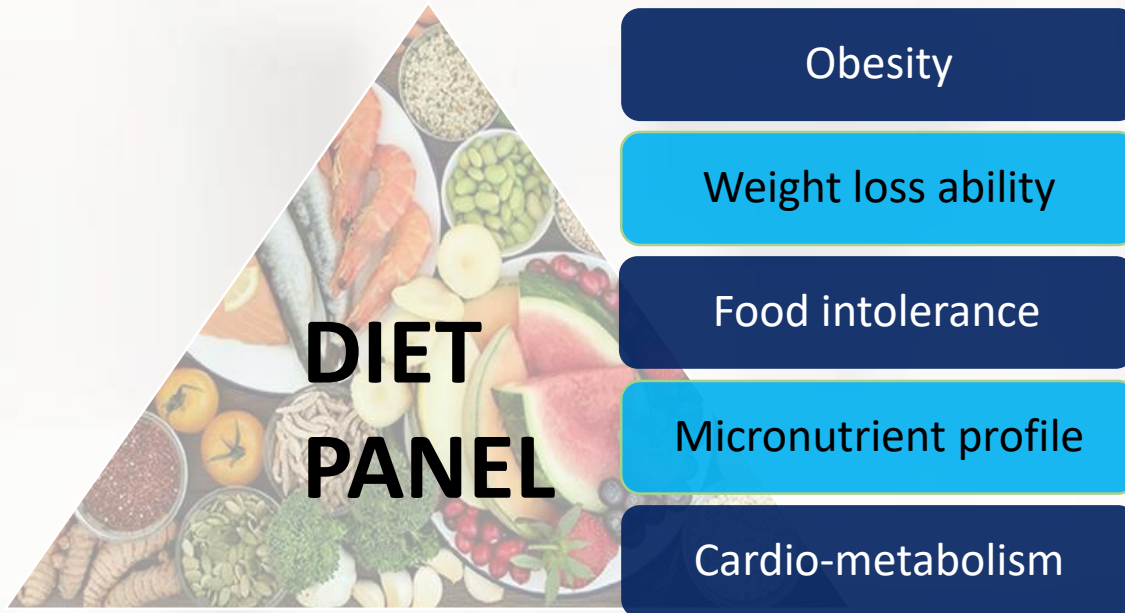 DIET
PANEL
Obesity
Weight loss ability
Food intolerance
Micronutrient profile
Cardio-metabolism